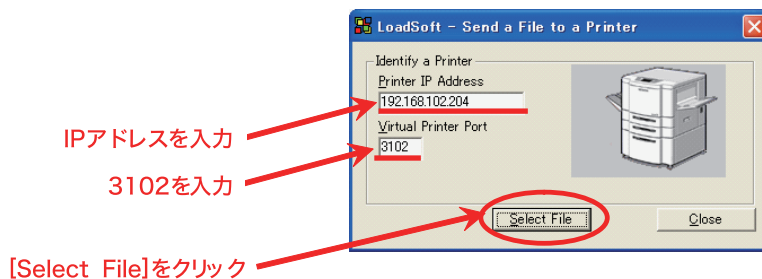 LoadSoft - Send a File to a Printer
Identify a Printer
Printer IP Address
192.168.102.204
IPアドレスを入力
Virtual Printer Port
3102
3102を入力
Select File
Close
[Select File]をクリック